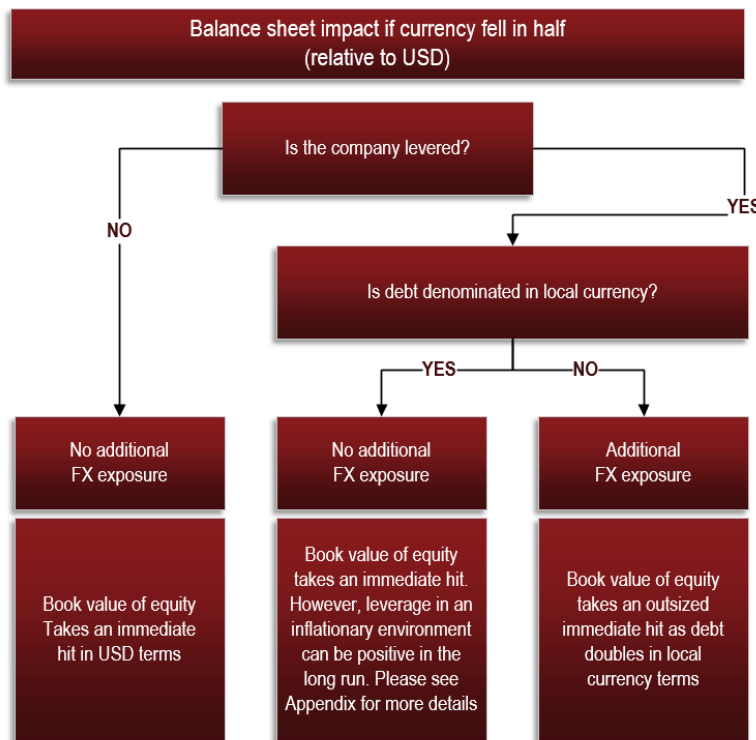 Balance sheet impact if currency fell in half
(relative to USD)
Is the company levered?
NO
YES
Is debt denominated in local currency?
YES
NO
No additional
FX exposure
No additional
FX exposure
Additional
FX exposure
Book value of equity
Takes an immediate
hit in USD terms
Book value of equity
takes an immediate hit.
However, leverage in an
inflationary environment
can be positive in the
long run. Please see
Appendix for more details
Book value of equity
takes an outsized
immediate hit as debt
doubles in local
currency terms